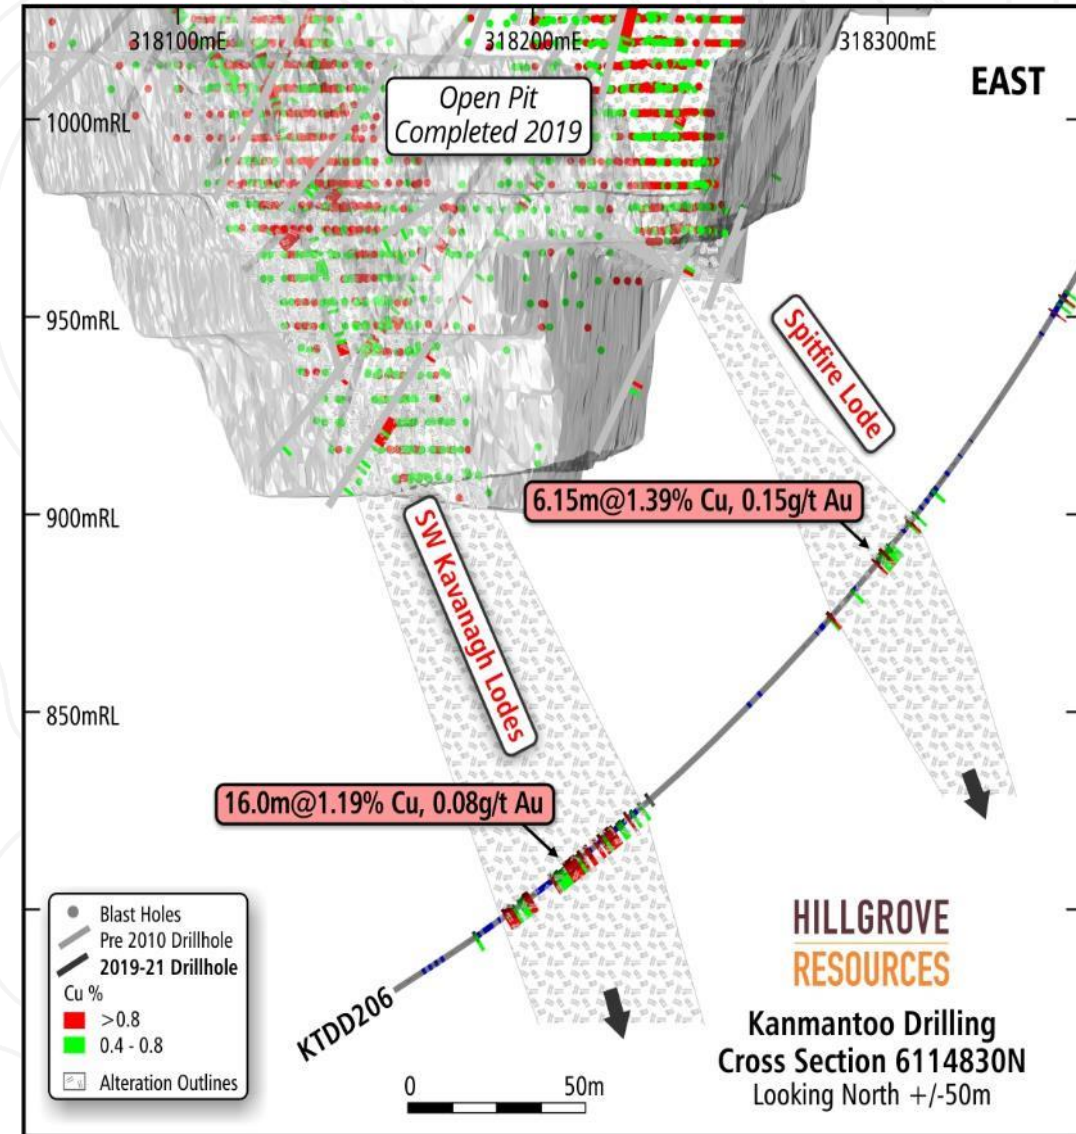 318100mE
318200mE
318300mE
EAST
Open Pit
Completed 2019
1000mRL
950mRL
Spitfire Lode
6.15m@1.39% Cu, 0.15g/t Au
900mRL
SW Kavanagh Lodes
850mRL
16.0m@1.19% Cu, 0.08g/t Au
KTDD206
Blast Holes
Pre 2010 Drillhole
2019-21 Drillhole
Cu %
>0.8
0.4 - 0.8
Alteration Outlines
0 50m
HILLGROVE
RESOURCES
Kanmantoo Drilling
Cross Section 6114830N
Looking North +/-50m